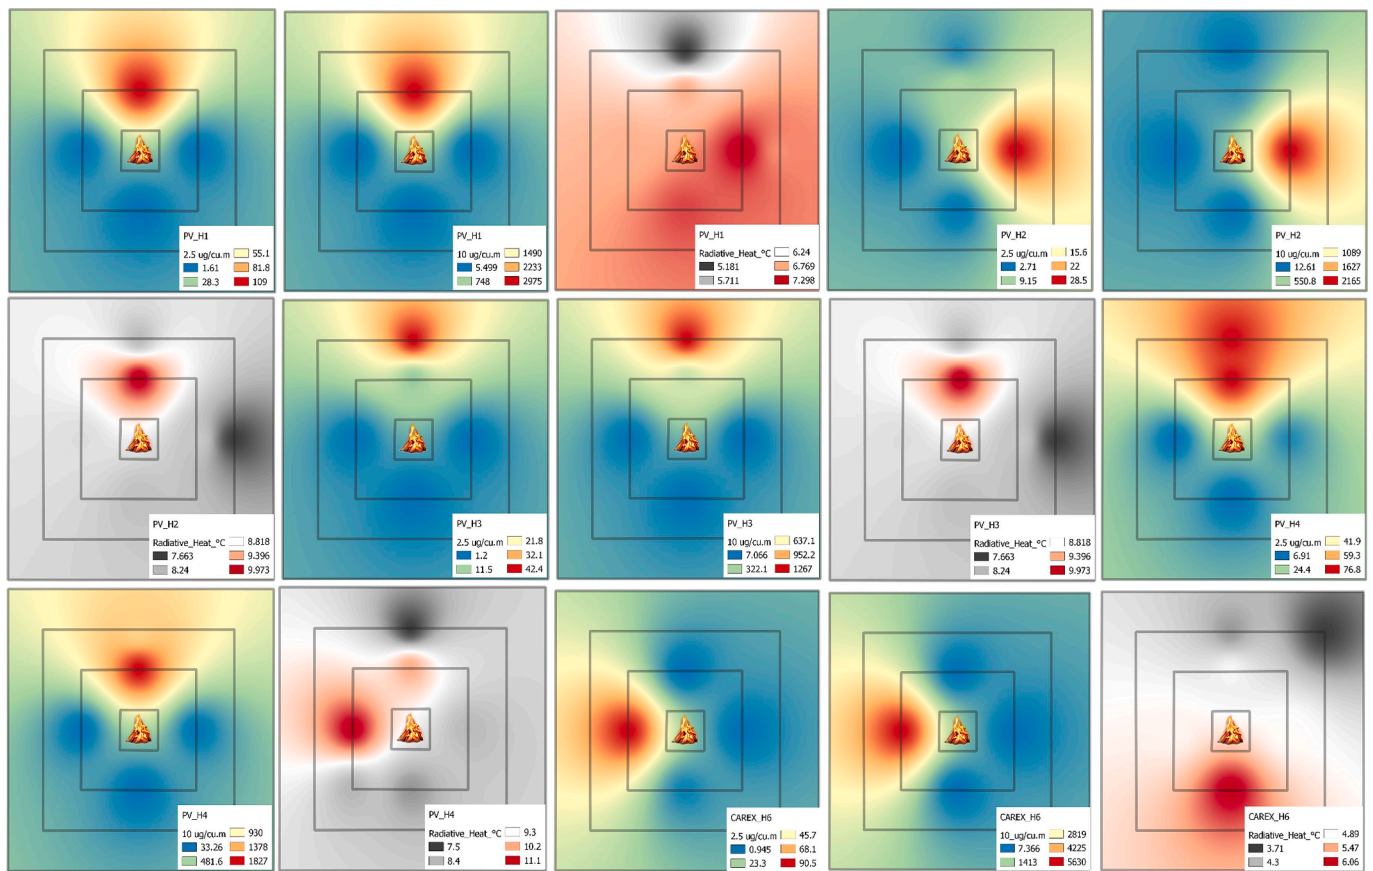 PV_H1
2.5 ug/cu.m 55.1
1.61 81.8
28.3 109
PV_H1
10 ug/cu.m 1490
5.499 2233
748 2975
PV_H1
Radiative_Heat_°C 6.24
5.181 6.769
5.711 7.298
PV_H2
2.5 ug/cu.m 15.6
2.71 22
9.15 28.5
PV_H2
10 ug/cu.m 1089
12.61 1627
550.8 2165
PV_H2
Radiative_Heat_°C 8.818
7.663 9.396
8.24 9.973
PV_H3
2.5 ug/cu.m 21.8
1.2 32.1
11.5 42.4
PV_H3
10 ug/cu.m 637.1
7.066 952.2
322.1 1267
PV_H3
Radiative_Heat_°C 8.818
7.663 9.396
8.24 9.973
PV_H4
2.5 ug/cu.m 41.9
6.91 59.3
24.4 76.8
PV_H4
10 ug/cu.m 930
33.26 1378
481.6 1827
PV_H4
Radiative_Heat_°C 9.3
7.5 10.2
8.4 11.1
CAREX_H6
2.5 ug/cu.m 45.7
0.945 68.1
23.3 90.5
CAREX_H6
10_ug/cu.m 2819
7.366 4225
1413 5630
CAREX_H6
Radiative_Heat_°C 4.89
3.71 5.47
4.3 6.06